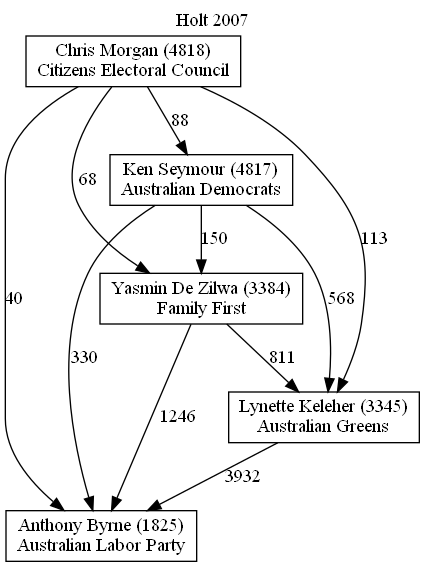 Holt 2007
Chris Morgan (4818)
Citizens Electoral Council
88
Ken Seymour (4817)
Australian Democrats
68
113
150
Yasmin De Zilwa (3384)
Family First
40
568
330
811
1246
Lynette Keleher (3345)
Australian Greens
3932
Anthony Byrne (1825)
Australian Labor Party